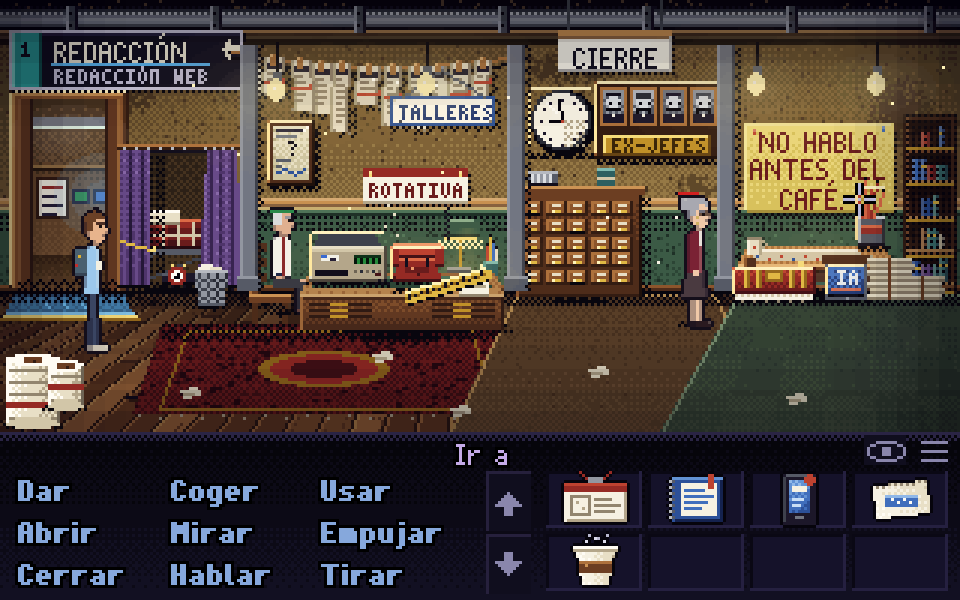 1 REDACCIÓN
REDACCIÓN WEB
TALLERES
ROTATIVA
CIERRE
EX-JEFES
"NO HABLO
ANTES DEL
CAFÉ."
IA
Ir a
Dar Coger Usar
Abrir Mirar Empujar
Cerrar Hablar Tirar